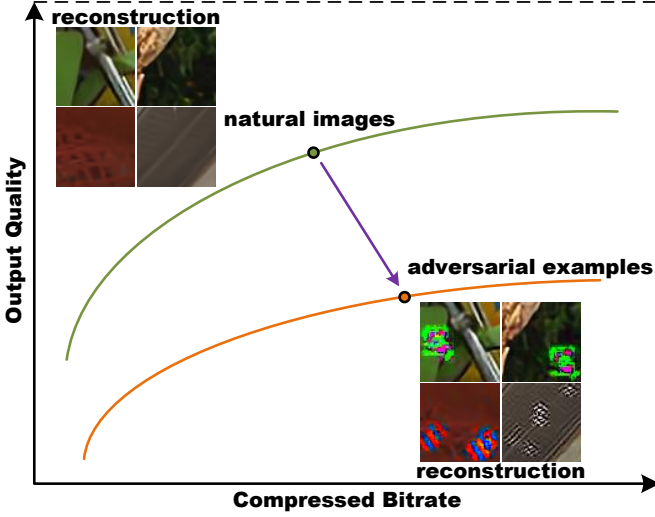 reconstruction
natural images
Output Quality
adversarial examples
reconstruction
Compressed Bitrate